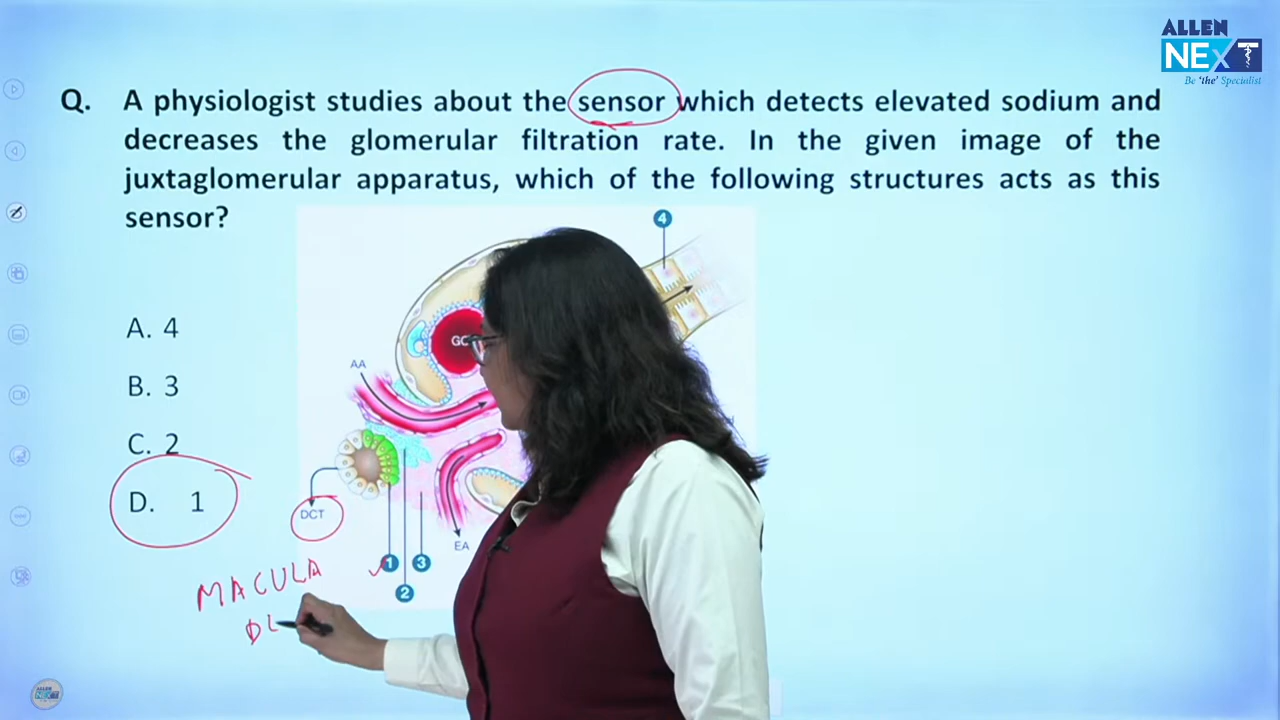 ALLEN
NEXT
Be 'the' Specialist
Q. A physiologist studies about the sensor which detects elevated sodium and
decreases the glomerular filtration rate. In the given image of the
juxtaglomerular apparatus, which of the following structures acts as this
sensor?
4
A. 4
GC
AA
B. 3
C. 2
D. 1
DCT
EA
1
3
2
MACULA
ALLEN
NEXT